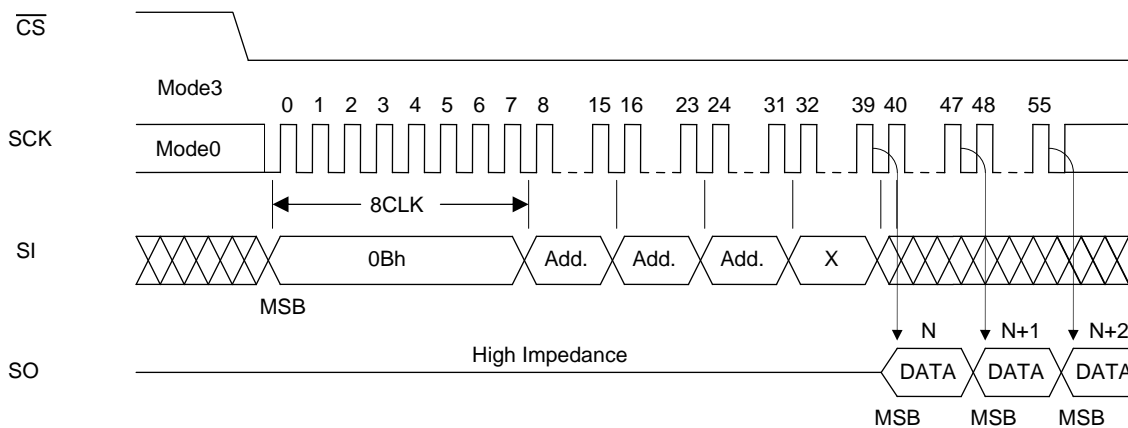 CS
Mode3
0 1 2 3 4 5 6 7 8 15 16 23 24 31 32 39 40 47 48 55
SCK
Mode0
8CLK
SI
0Bh Add. Add. Add. X
MSB
N N+1 N+2
High Impedance
SO
DATA DATA DATA
MSB MSB MSB